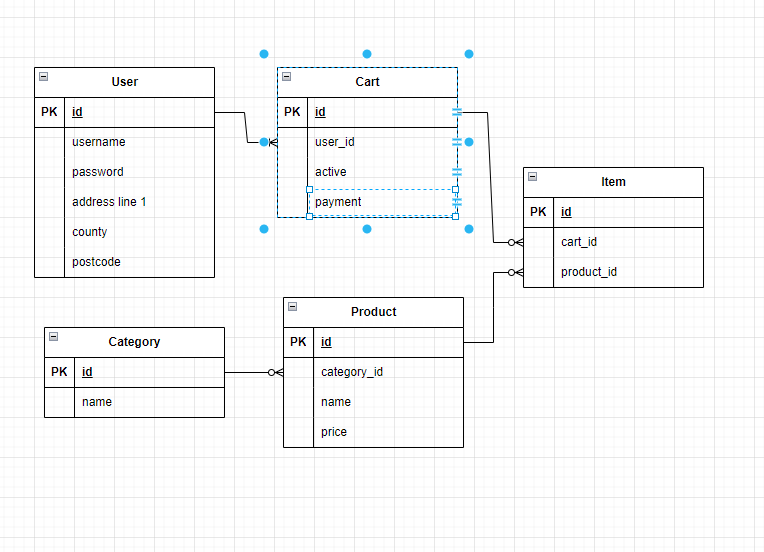 User
PK id
username
password
address line 1
county
postcode
Cart
PK id
user_id
active
payment
Item
PK id
cart_id
product_id
Category
PK id
name
Product
PK id
category_id
name
price